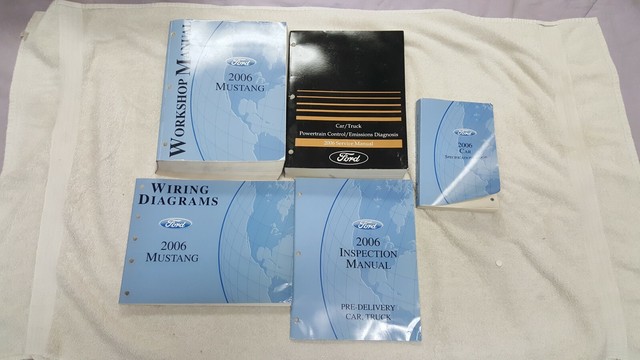 WORKSHOP MANUAL
Ford
2006
MUSTANG
Car/Truck
Powertrain Control/Emissions Diagnosis
2006 Service Manual
Ford
Ford
2006
CAR
WIRING
DIAGRAMS
Ford
2006
MUSTANG
Ford
2006
INSPECTION
MANUAL
PRE-DELIVERY
CAR, TRUCK